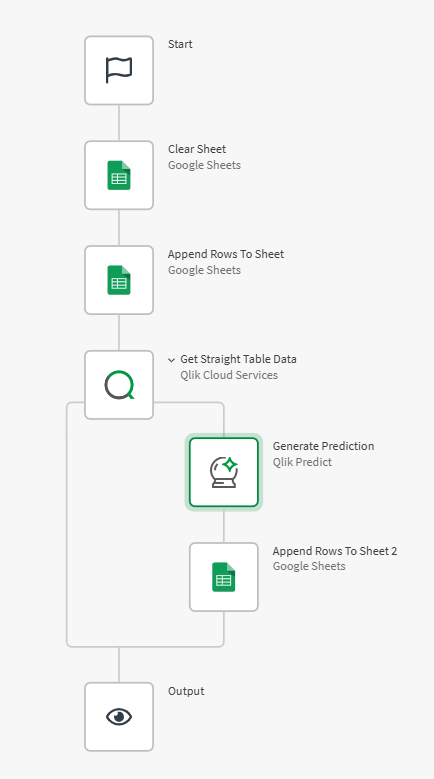 Start
Clear Sheet
Google Sheets
Append Rows To Sheet
Google Sheets
Get Straight Table Data
Qlik Cloud Services
Generate Prediction
Qlik Predict
Append Rows To Sheet 2
Google Sheets
Output